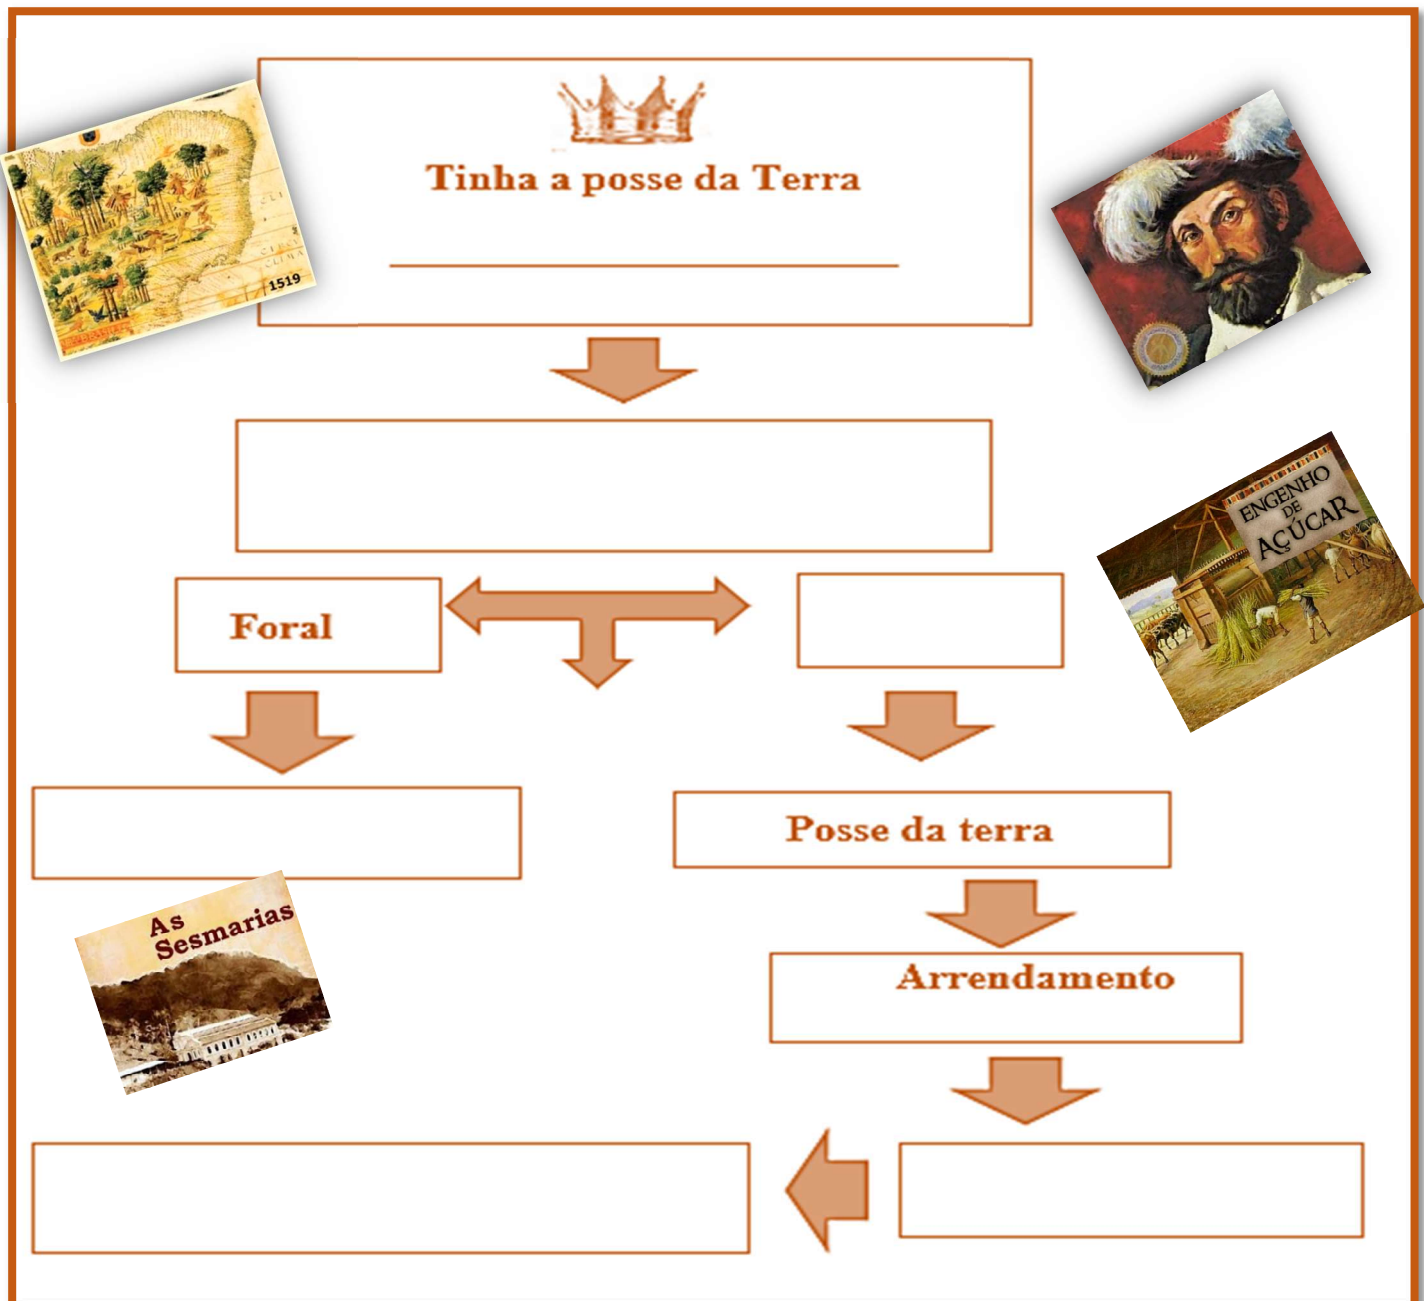 Tinha a posse da Terra
1519
ENGENHO
DE
AÇÚCAR
Foral
Posse da terra
As
Sesmarias
Arrendamento